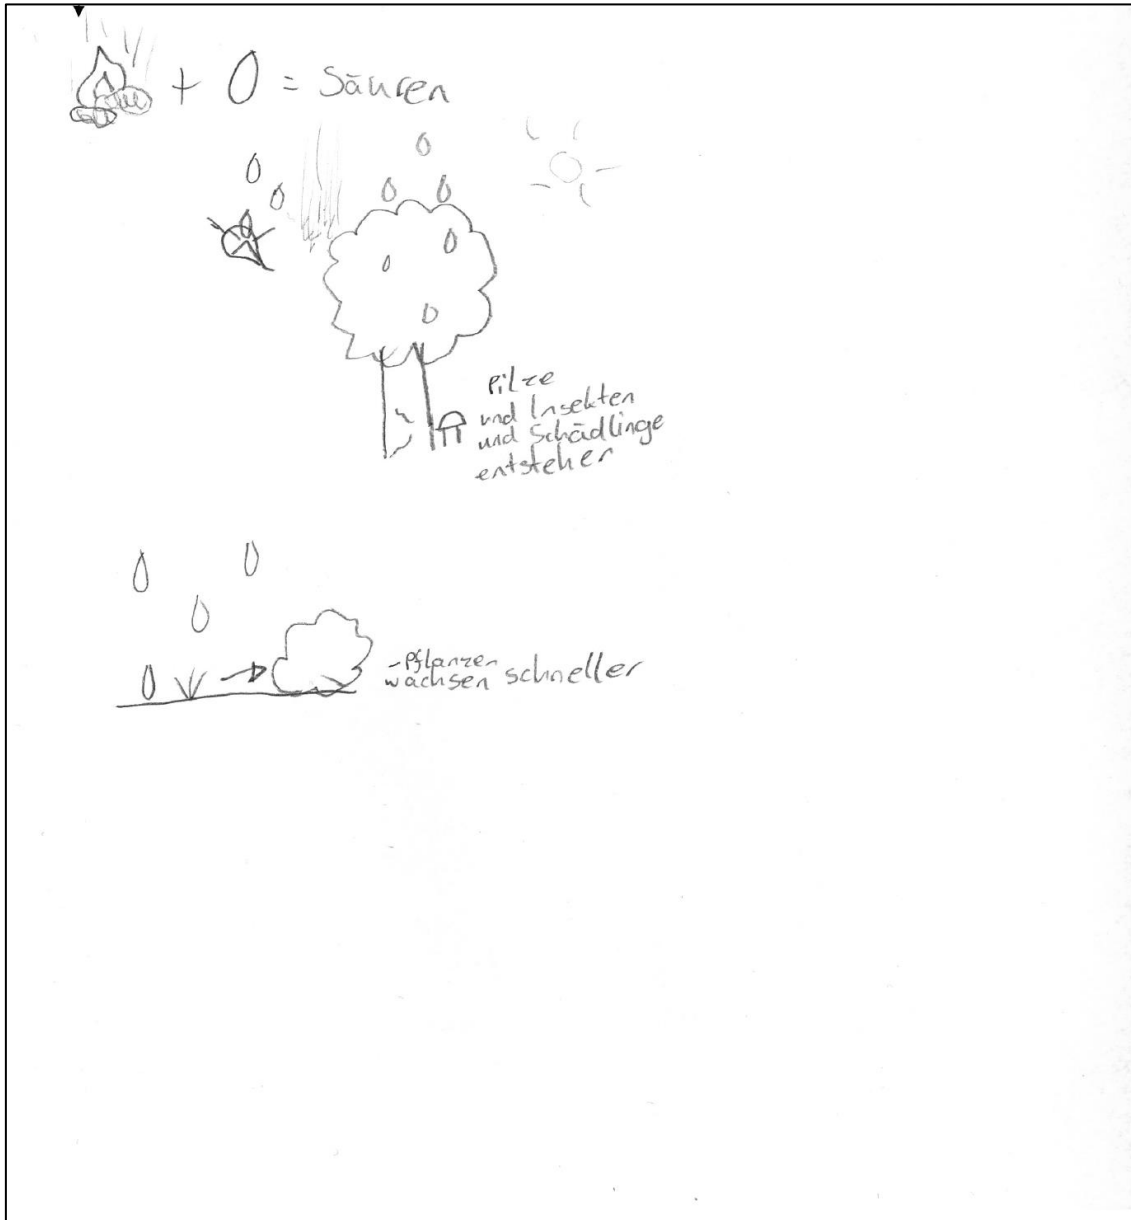 + = Säuren
Pilze
und Insekten
und Schädlinge
entstehen
- Pflanzen
wachsen schneller